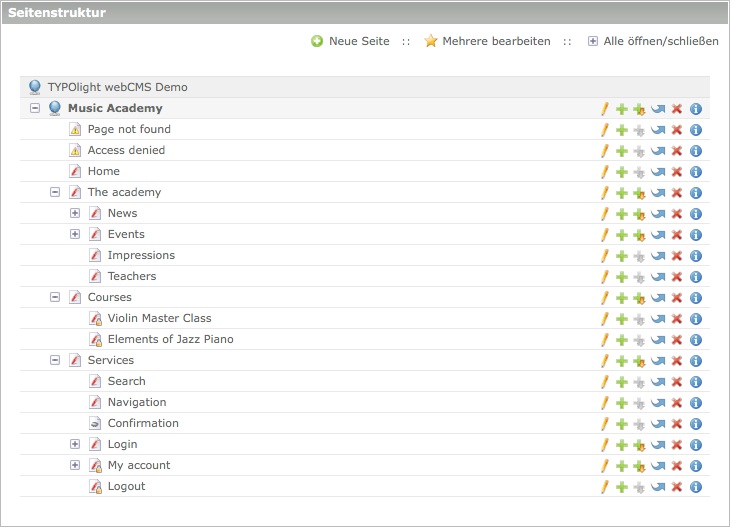 Seitenstruktur
Neue Seite :: Mehrere bearbeiten :: Alle öffnen/schließen
TYPOlight webCMS Demo
Music Academy
Page not found
Access denied
Home
The academy
News
Events
Impressions
Teachers
Courses
Violin Master Class
Elements of Jazz Piano
Services
Search
Navigation
Confirmation
Login
My account
Logout